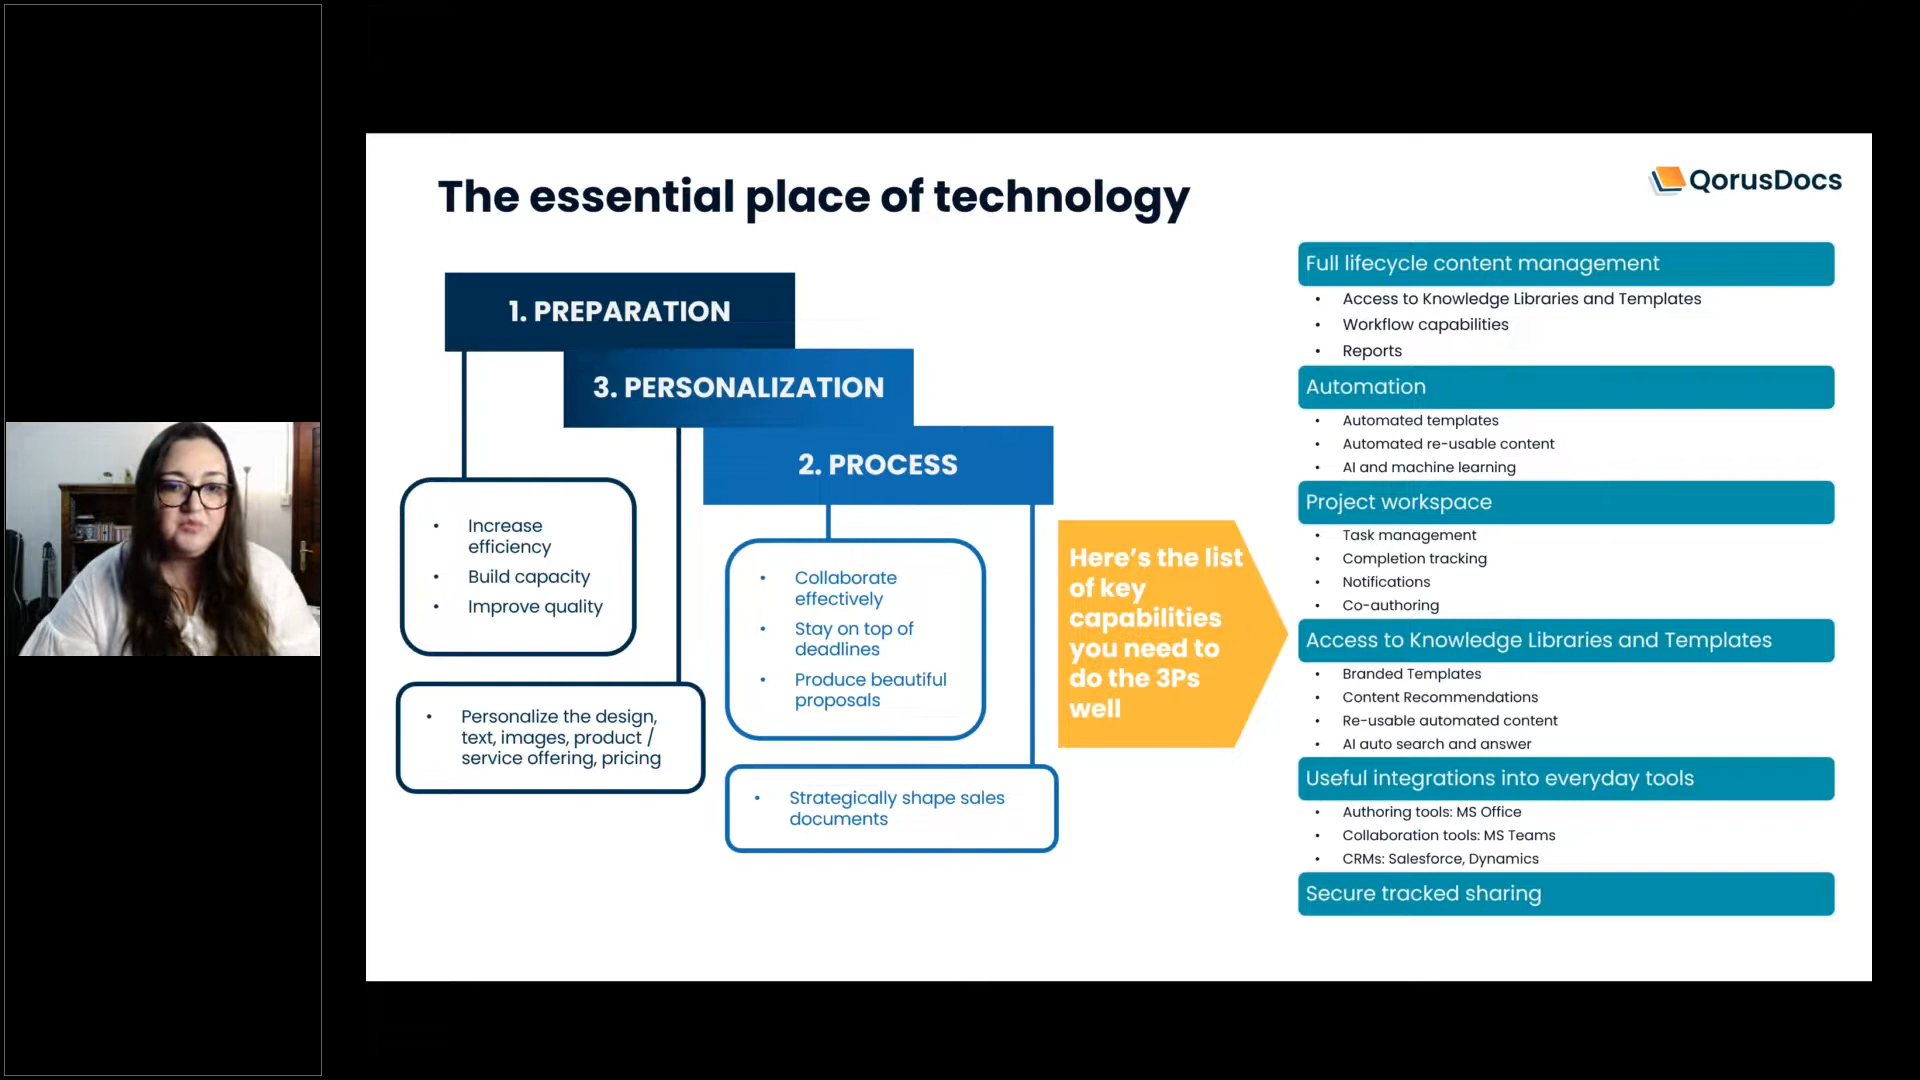 The essential place of technology
QorusDocs
1. PREPARATION
3. PERSONALIZATION
2. PROCESS
• Increase
efficiency
• Build capacity
• Improve quality
• Personalize the design,
text, images, product /
service offering, pricing
• Collaborate
effectively
• Stay on top of
deadlines
• Produce beautiful
proposals
• Strategically shape sales
documents
Here’s the list
of key
capabilities
you need to
do the 3Ps
well
Full lifecycle content management
• Access to Knowledge Libraries and Templates
• Workflow capabilities
• Reports
Automation
• Automated templates
• Automated re-usable content
• AI and machine learning
Project workspace
• Task management
• Completion tracking
• Notifications
• Co-authoring
Access to Knowledge Libraries and Templates
• Branded Templates
• Content Recommendations
• Re-usable automated content
• AI auto search and answer
Useful integrations into everyday tools
• Authoring tools: MS Office
• Collaboration tools: MS Teams
• CRMs: Salesforce, Dynamics
Secure tracked sharing